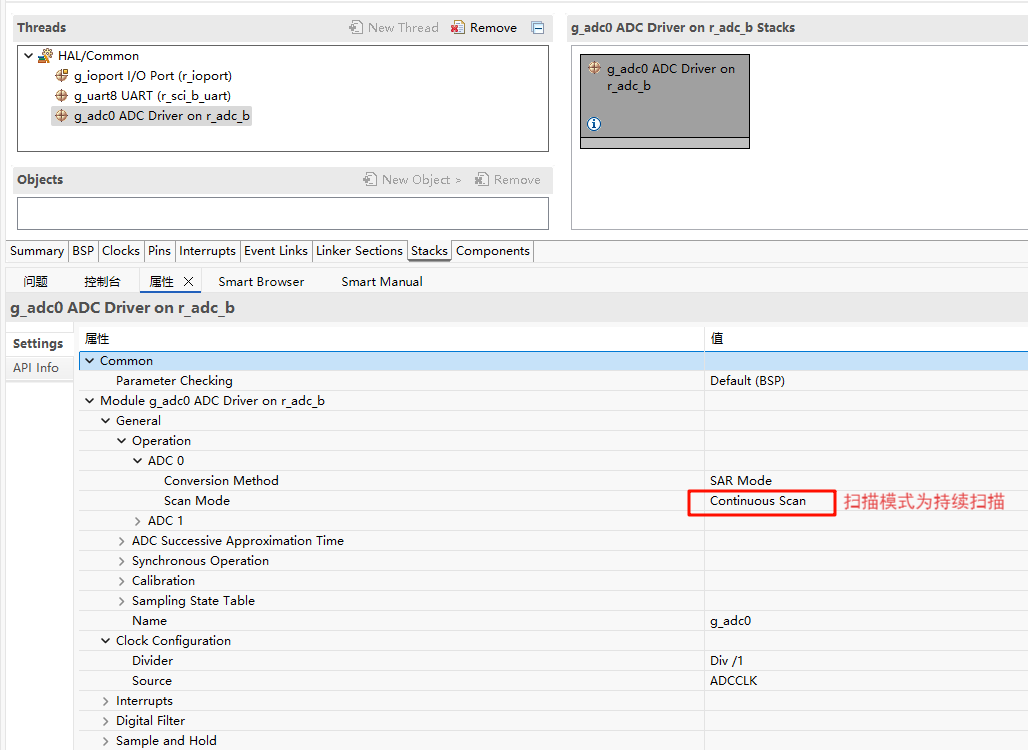 Threads
New Thread
Remove
HAL/Common
g_ioport I/O Port (r_ioport)
g_uart8 UART (r_sci_b_uart)
g_adc0 ADC Driver on r_adc_b
Objects
New Object >
Remove
g_adc0 ADC Driver on r_adc_b Stacks
g_adc0 ADC Driver on
r_adc_b
Summary BSP Clocks Pins Interrupts Event Links Linker Sections Stacks Components
问题 控制台 属性 Smart Browser Smart Manual
g_adc0 ADC Driver on r_adc_b
Settings
API Info
属性 值
Common
Parameter Checking Default (BSP)
Module g_adc0 ADC Driver on r_adc_b
General
Operation
ADC 0
Conversion Method SAR Mode
Scan Mode Continuous Scan 扫描模式为持续扫描
ADC 1
ADC Successive Approximation Time
Synchronous Operation
Calibration
Sampling State Table
Name g_adc0
Clock Configuration
Divider Div /1
Source ADCCLK
Interrupts
Digital Filter
Sample and Hold